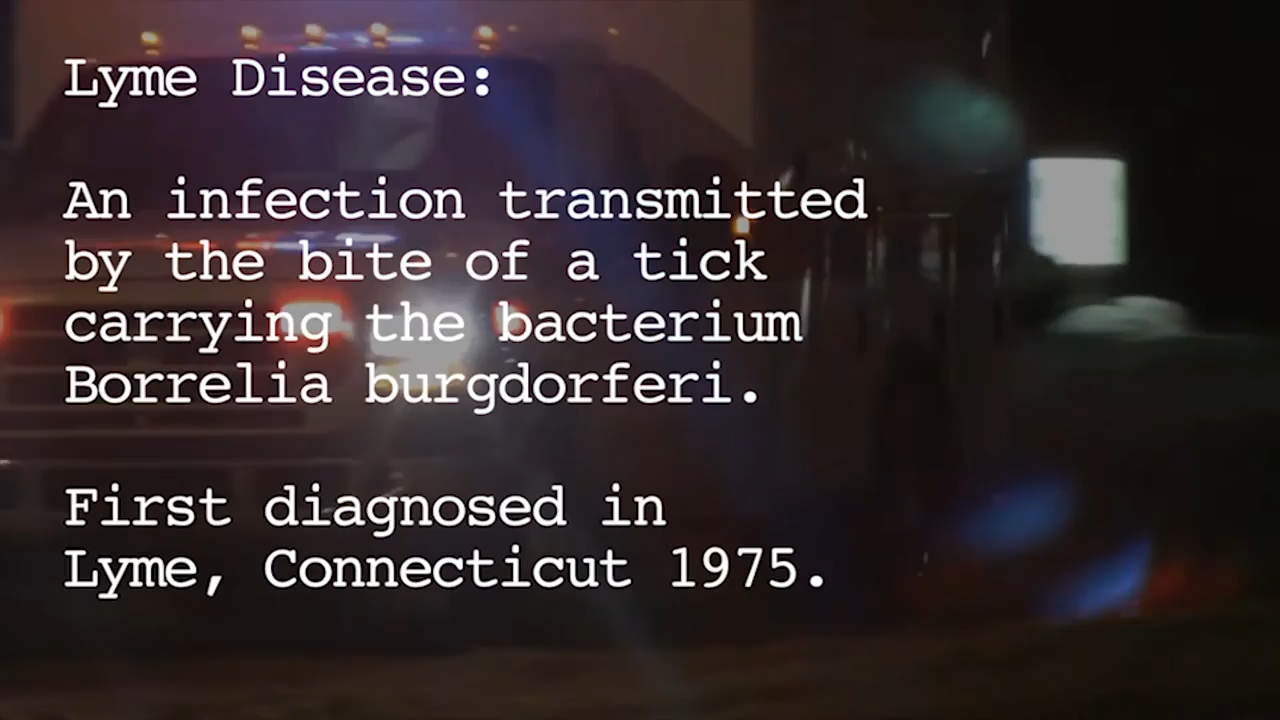 Lyme Disease:
An infection transmitted
by the bite of a tick
carrying the bacterium
Borrelia burgdorferi.
First diagnosed in
Lyme, Connecticut 1975.